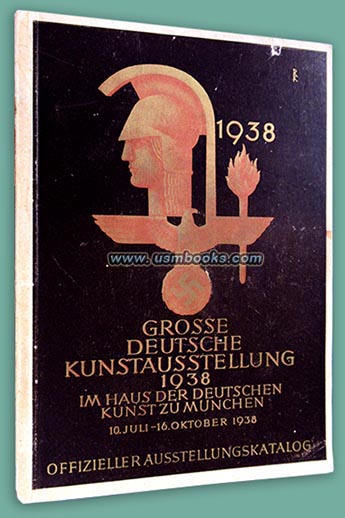 1938
www.usmbooks.com
GROSSE
DEUTSCHE
KUNSTAUSSTELLUNG
1938
IM HAUS DER DEUTSCHEN
KUNST ZU MÜNCHEN
10. JULI–16. OKTOBER 1938
OFFIZIELLER AUSSTELLUNGSKATALOG